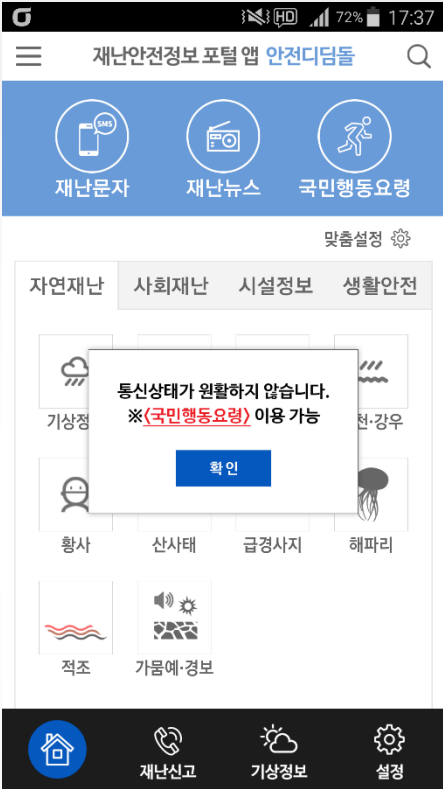 HD 72% 17:37
재난안전정보 포털 앱 안전디딤돌
SMS
재난문자 재난뉴스 국민행동요령
맞춤설정
자연재난 사회재난 시설정보 생활안전
통신상태가 원활하지 않습니다.
※<국민행동요령> 이용 가능
확인
기상정 천·강우
황사 산사태 급경사지 해파리
적조 가뭄예·경보
재난신고 기상정보 설정